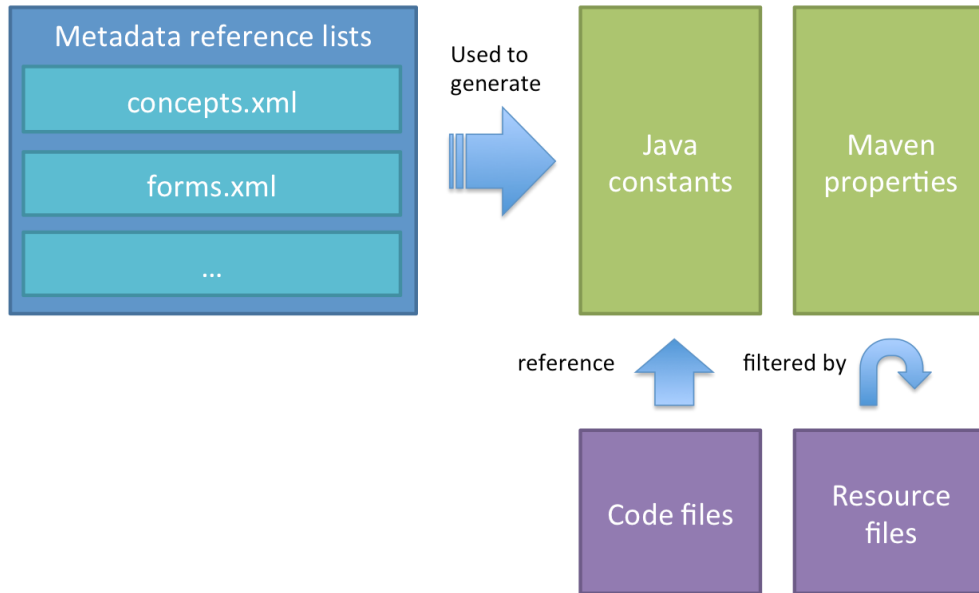 Metadata reference lists
concepts.xml
forms.xml
...
Used to
generate
Java
constants
Maven
properties
reference
filtered by
Code files
Resource
files